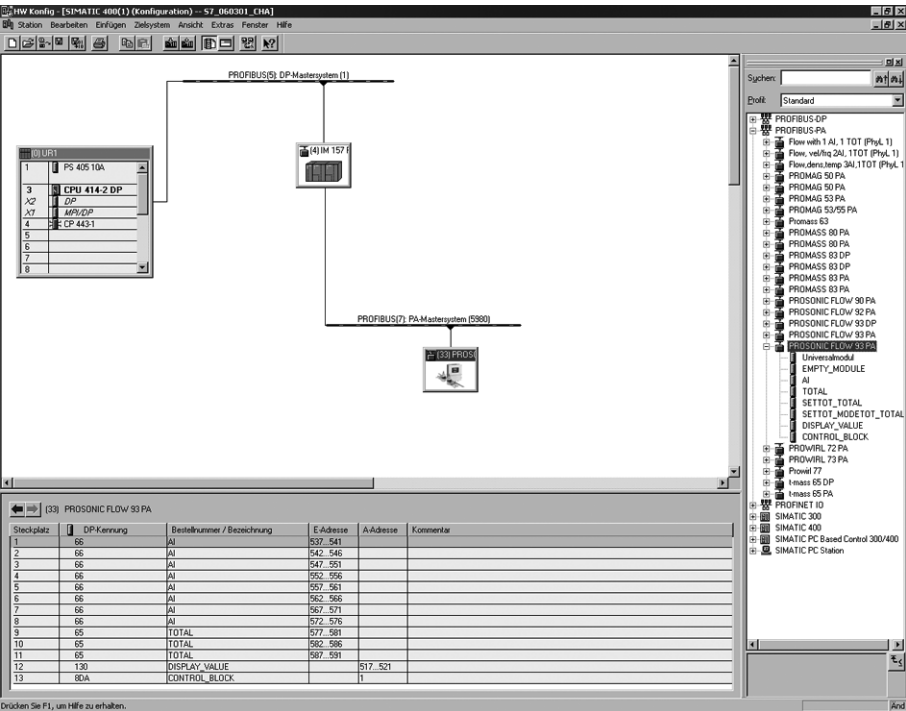 HW Konfig - [SIMATIC 400(1) (Konfiguration) -- S7_060301_CHA]
Station Bearbeiten Einfügen Zielsystem Ansicht Extras Fenster Hilfe
PROFIBUS(5): DP-Mastersystem (1)
(4) IM 157 F
(0) UR1
1 PS 405 10A
3 CPU 414-2 DP
X2 DP
X1 MPI/DP
4 CP 443-1
5
6
7
8
PROFIBUS(7): PA-Mastersystem (5980)
(33) PROS
Suchen:
Profil: Standard
PROFIBUS-DP
PROFIBUS-PA
Flow with 1 AI, 1 TOT (PhyL 1)
Flow, vel/frq 2AI, 1TOT (PhyL 1)
Flow,dens,temp 3AI,1TOT (PhyL 1
PROMAG 50 PA
PROMAG 50 PA
PROMAG 53 PA
PROMAG 53/55 PA
Promass 63
PROMASS 80 PA
PROMASS 80 PA
PROMASS 83 DP
PROMASS 83 DP
PROMASS 83 PA
PROMASS 83 PA
PROSONIC FLOW 90 PA
PROSONIC FLOW 92 PA
PROSONIC FLOW 93 DP
PROSONIC FLOW 93 PA
PROSONIC FLOW 93 PA
Universalmodul
EMPTY_MODULE
AI
TOTAL
SETTOT_TOTAL
SETTOT_MODETOT_TOTAL
DISPLAY_VALUE
CONTROL_BLOCK
PROWIRL 72 PA
PROWIRL 73 PA
Prowirl 77
t-mass 65 DP
t-mass 65 PA
PROFINET IO
SIMATIC 300
SIMATIC 400
SIMATIC PC Based Control 300/400
SIMATIC PC Station
(33) PROSONIC FLOW 93 PA
Steckplatz DP-Kennung Bestellnummer / Bezeichnung E-Adresse A-Adresse Kommentar
1 66 AI 537...541
2 66 AI 542...546
3 66 AI 547...551
4 66 AI 552...556
5 66 AI 557...561
6 66 AI 562...566
7 66 AI 567...571
8 66 AI 572...576
9 65 TOTAL 577...581
10 65 TOTAL 582...586
11 65 TOTAL 587...591
12 130 DISPLAY_VALUE 517...521
13 8DA CONTROL_BLOCK 1
Drücken Sie F1, um Hilfe zu erhalten.
Änd